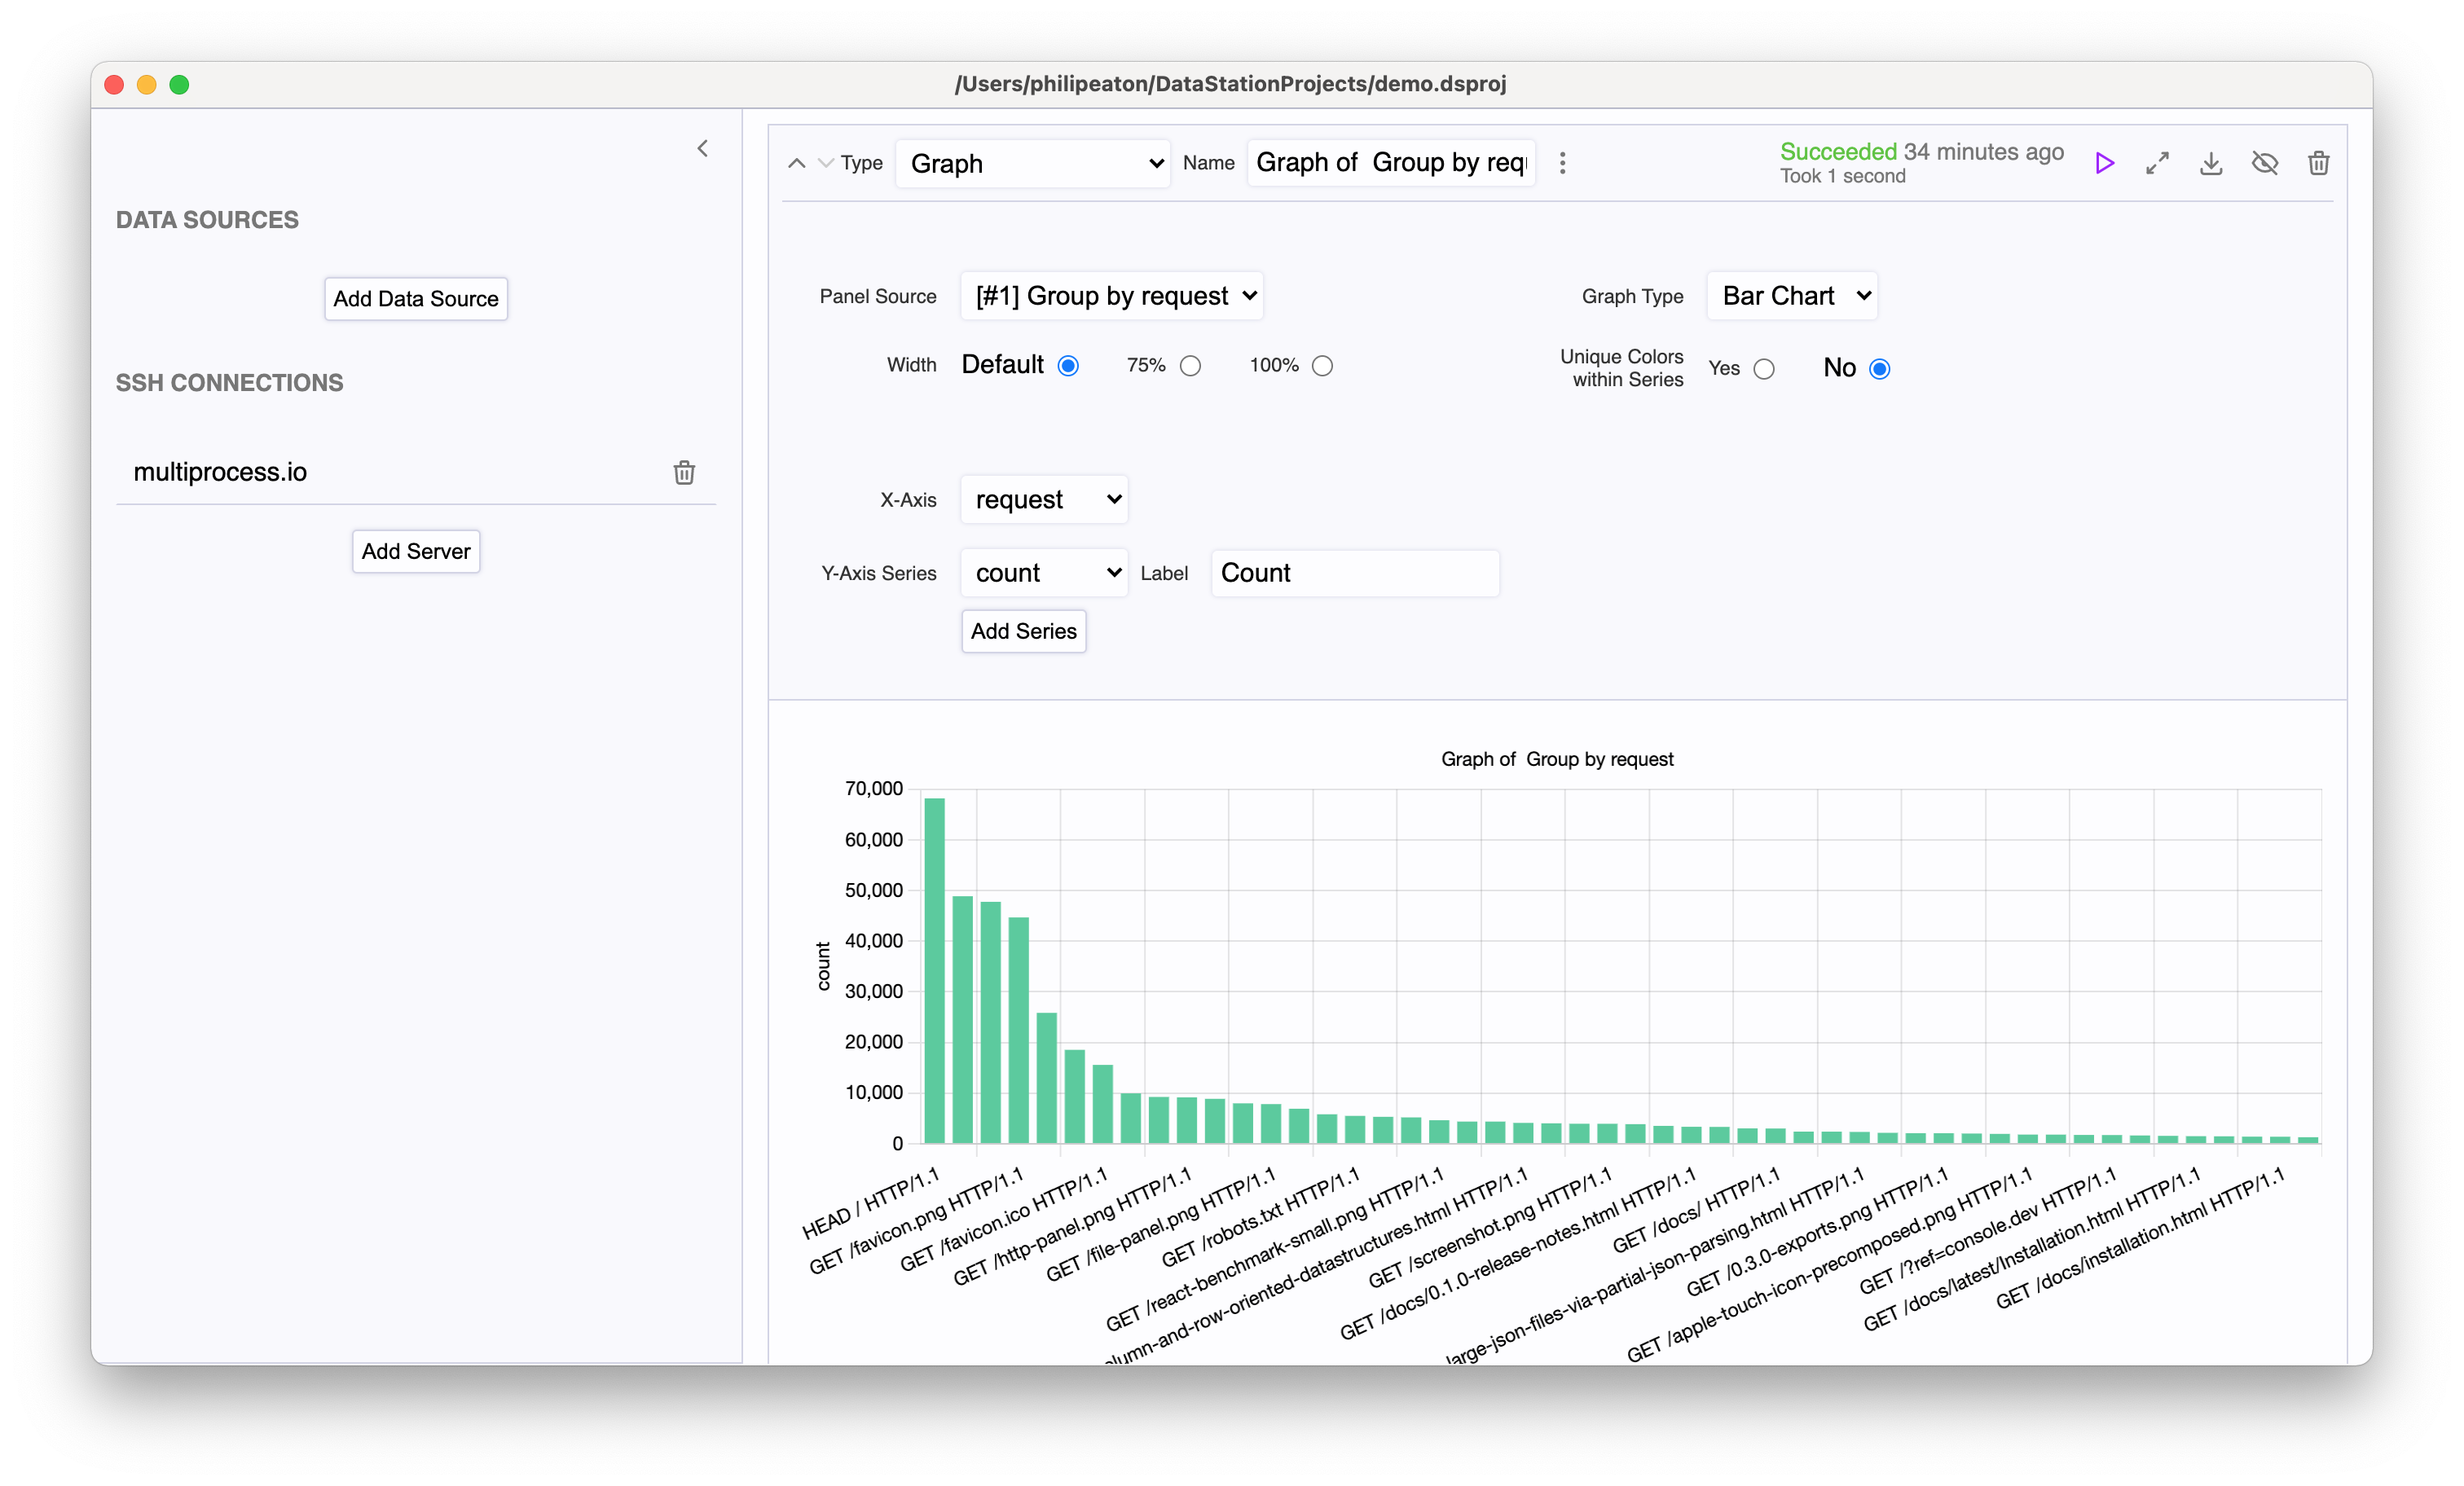 /Users/philipeaton/DataStationProjects/demo.dsproj
DATA SOURCES
Add Data Source
SSH CONNECTIONS
multiprocess.io
Add Server
Type Graph Name Graph of  Group by req
Succeeded 34 minutes ago
Took 1 second
Panel Source [#1] Group by request
Graph Type Bar Chart
Width Default 75% 100%
Unique Colors
within Series Yes No
X-Axis request
Y-Axis Series count Label Count
Add Series
Graph of  Group by request
70,000
60,000
50,000
40,000
30,000
20,000
10,000
0
count
HEAD / HTTP/1.1
GET /favicon.png HTTP/1.1
GET /favicon.ico HTTP/1.1
GET /http-panel.png HTTP/1.1
GET /file-panel.png HTTP/1.1
GET /robots.txt HTTP/1.1
GET /react-benchmark-small.png HTTP/1.1
olumn-and-row-oriented-datastructures.html HTTP/1.1
GET /screenshot.png HTTP/1.1
GET /docs/0.1.0-release-notes.html HTTP/1.1
GET /docs/ HTTP/1.1
large-json-files-via-partial-json-parsing.html HTTP/1.1
GET /0.3.0-exports.png HTTP/1.1
GET /apple-touch-icon-precomposed.png HTTP/1.1
GET /?ref=console.dev HTTP/1.1
GET /docs/latest/Installation.html HTTP/1.1
GET /docs/installation.html HTTP/1.1